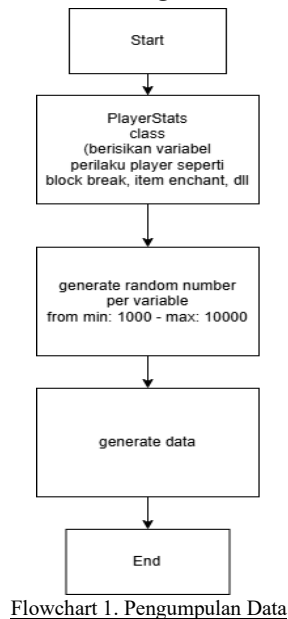 Start
PlayerStats
class
(berisikan variabel
perilaku player seperti
block break, item enchant, dll
generate random number
per variable
from min: 1000 - max: 10000
generate data
End
Flowchart 1. Pengumpulan Data